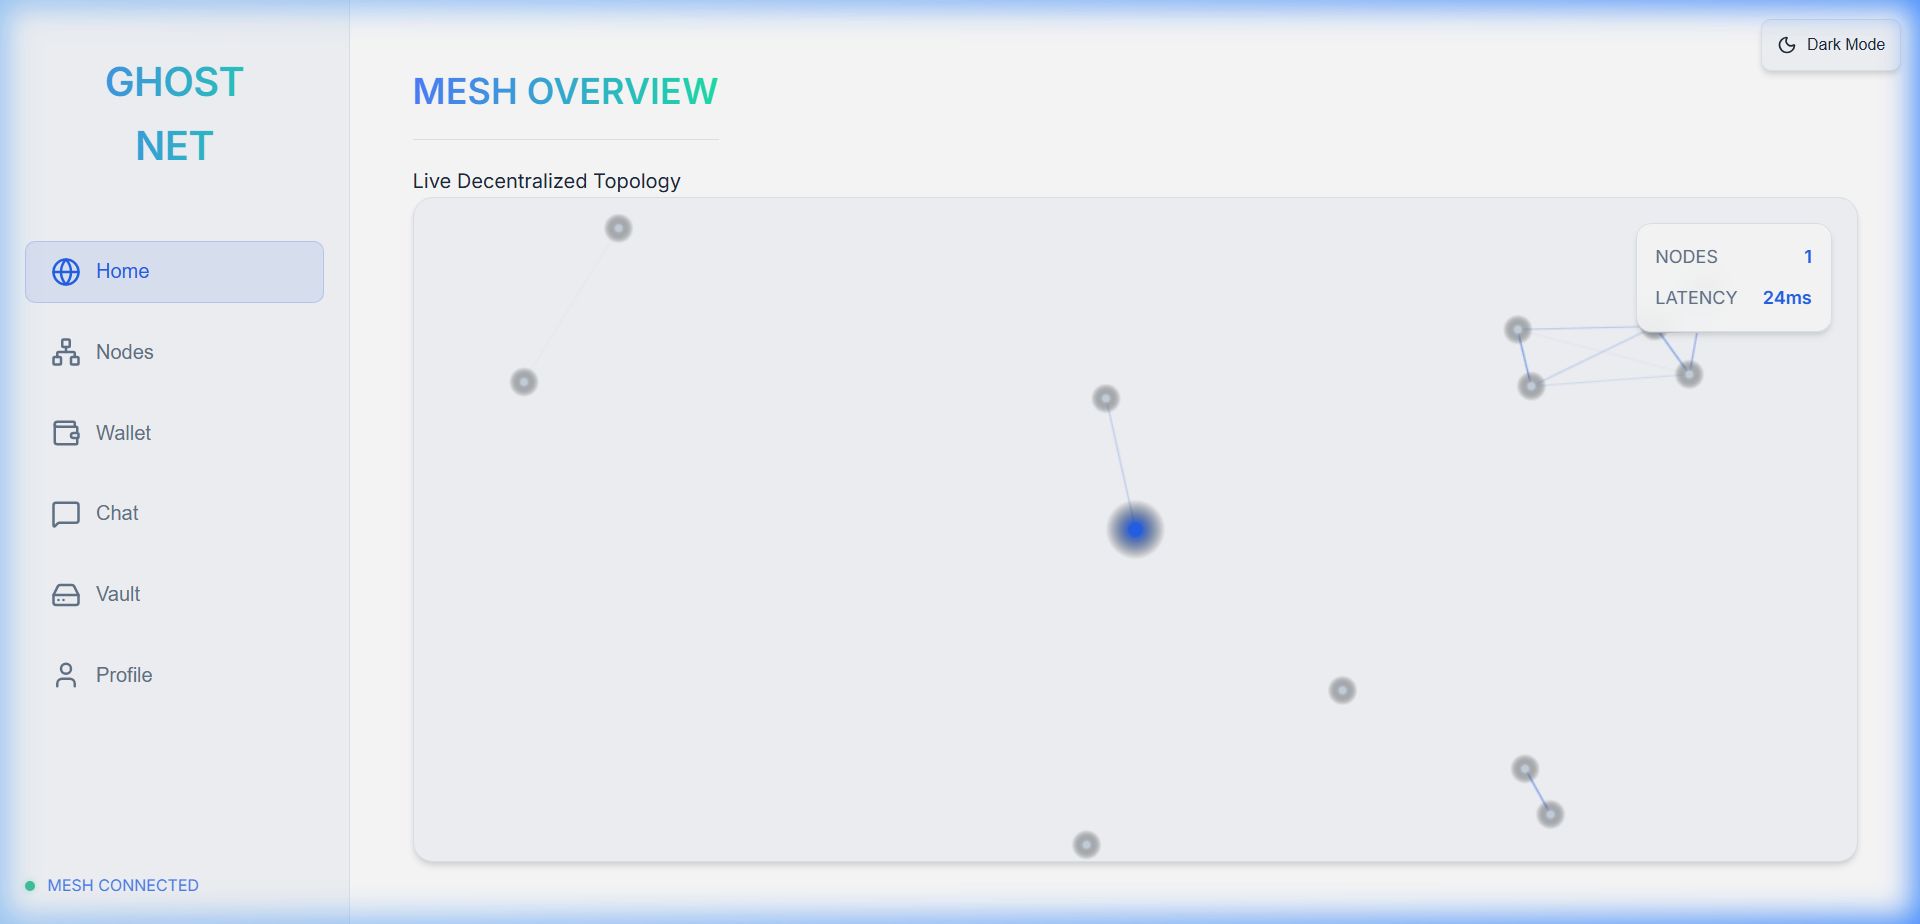 GHOST
NET
Home
Nodes
Wallet
Chat
Vault
Profile
MESH CONNECTED
Dark Mode
MESH OVERVIEW
Live Decentralized Topology
NODES 1
LATENCY 24ms